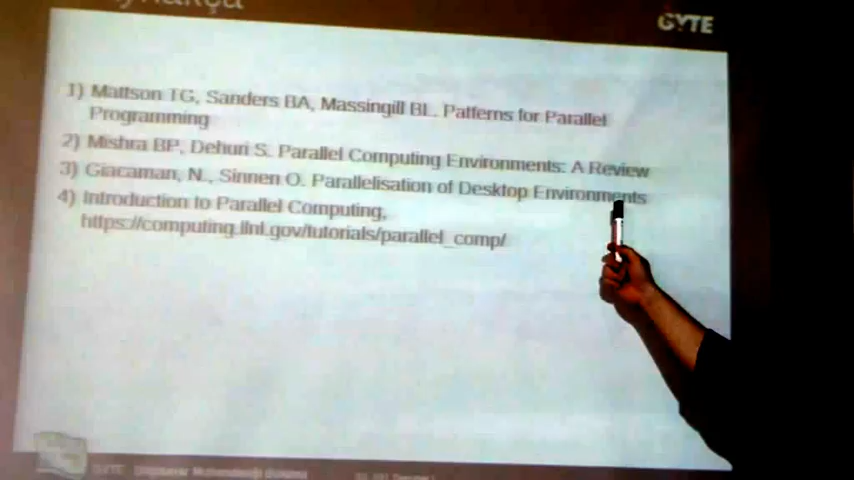 GYTE
1) Mattson TG, Sanders BA, Massingill BL. Patterns for Parallel
Programming
2) Mishra BP, Dehuri S. Parallel Computing Environments: A Review
3) Giacaman, N., Sinnen O. Parallelisation of Desktop Environments
4) Introduction to Parallel Computing,
https://computing.llnl.gov/tutorials/parallel_comp/
GYTE